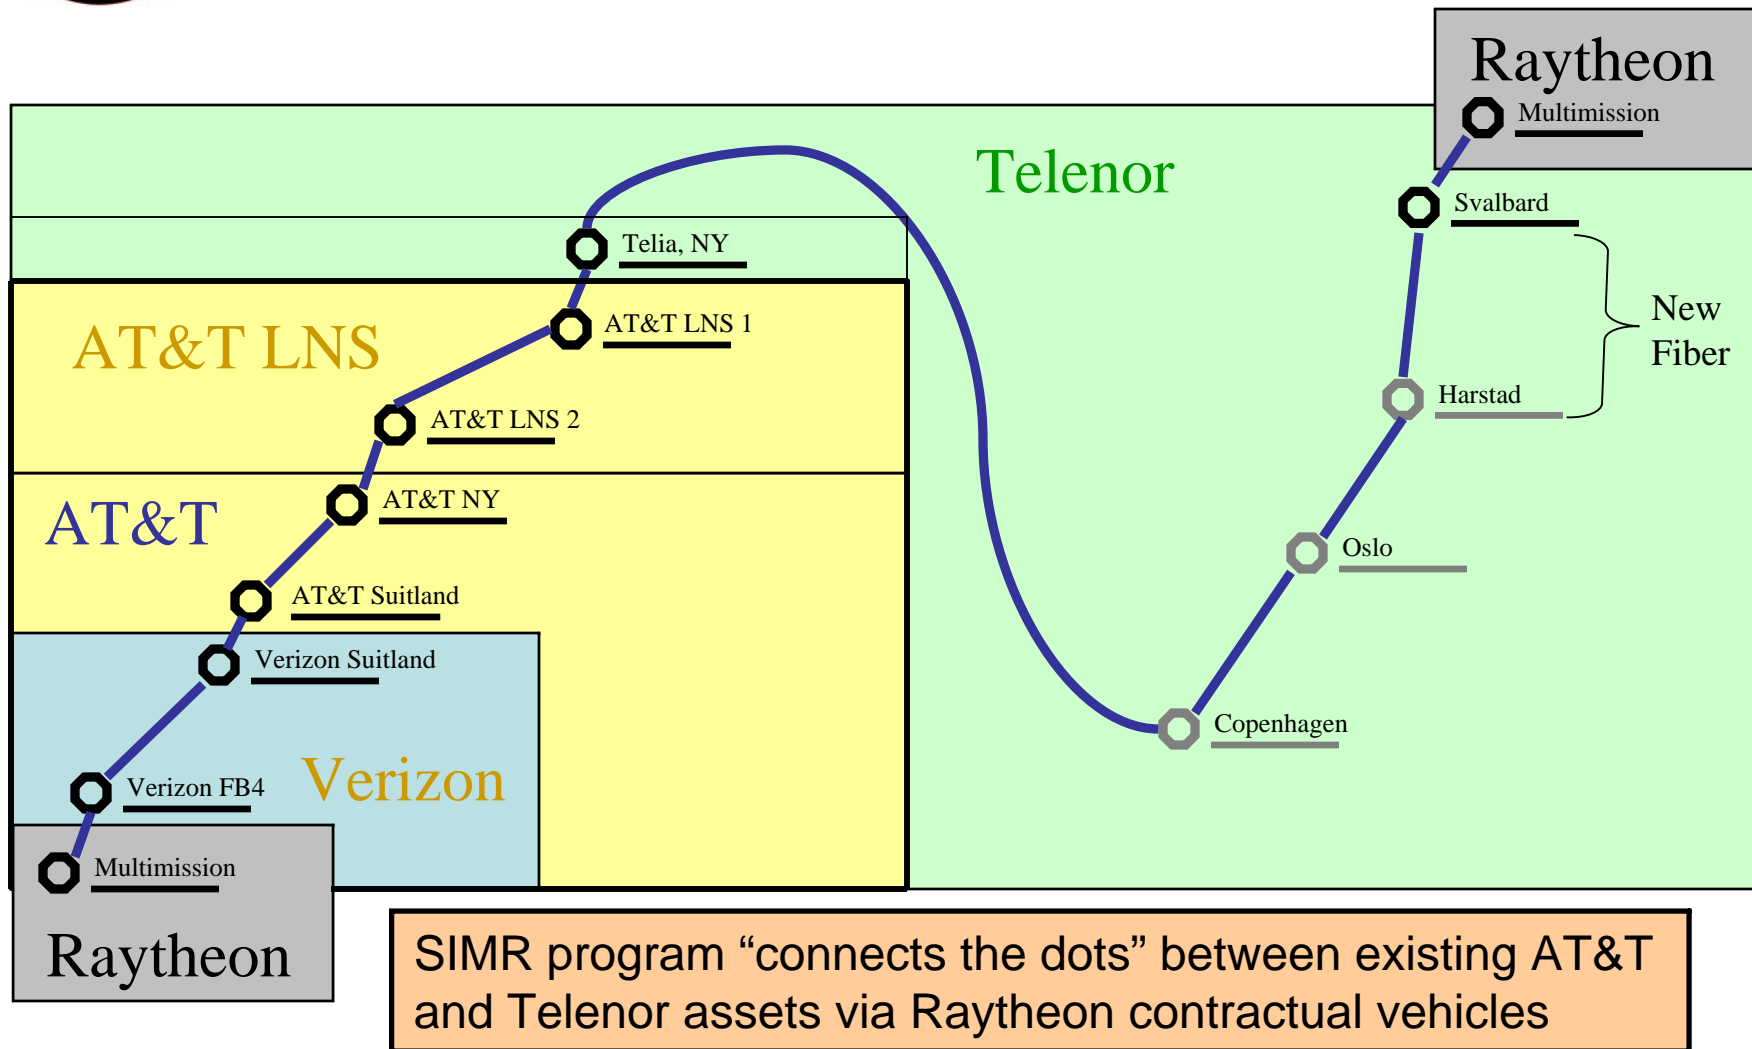 Raytheon
Multimission
Telenor
Svalbard
Telia, NY
New
Fiber
AT&T LNS
AT&T LNS 1
Harstad
AT&T LNS 2
AT&T
AT&T NY
Oslo
AT&T Suitland
Verizon Suitland
Copenhagen
Verizon
Verizon FB4
Multimission
Raytheon
SIMR program “connects the dots” between existing AT&T
and Telenor assets via Raytheon contractual vehicles